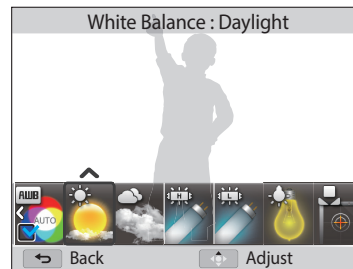 White Balance : Daylight
AWB
AUTO
H
L
Back
Adjust